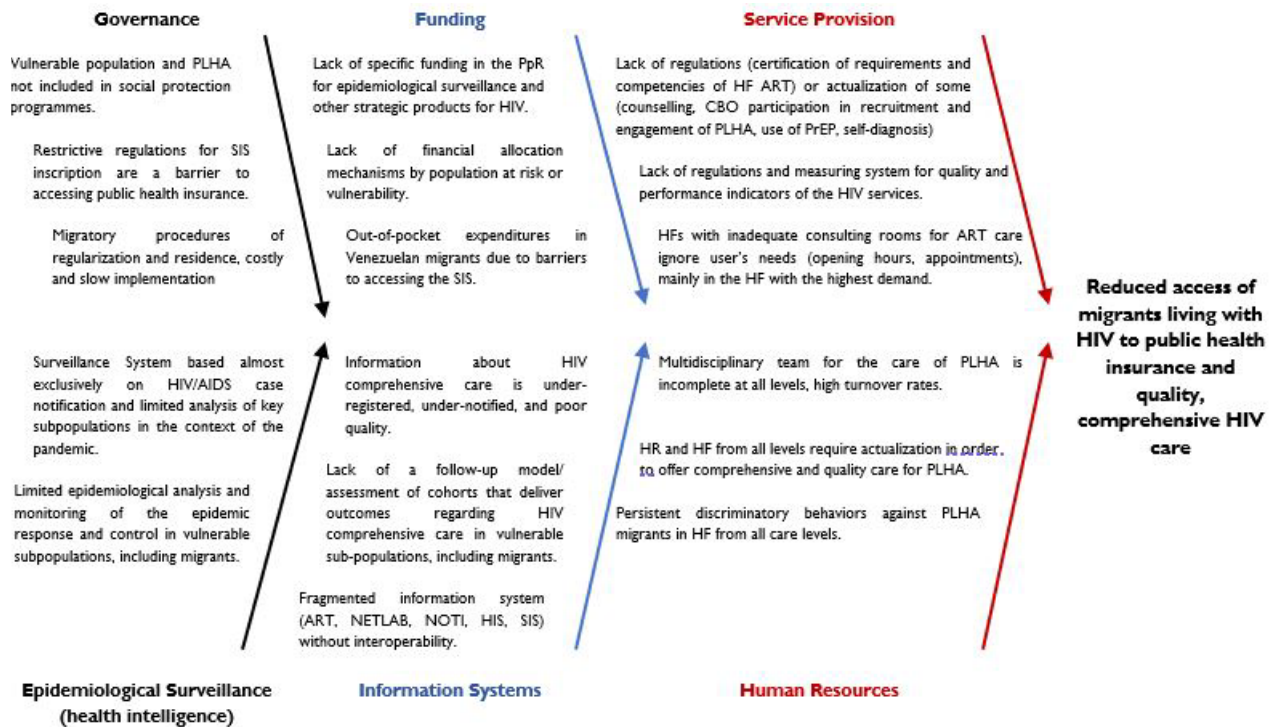 Governance
Vulnerable population and PLHA
not included in social protection
programmes.
Restrictive regulations for SIS
inscription are a barrier to
accessing public health insurance.
Migratory procedures of
regularization and residence, costly
and slow implementation
Funding
Lack of specific funding in the PpR
for epidemiological surveillance and
other strategic products for HIV.
Lack of financial allocation
mechanisms by population at risk or
vulnerability.
Out-of-pocket expenditures in
Venezuelan migrants due to barriers
to accessing the SIS.
Service Provision
Lack of regulations (certification of requirements and
competencies of HF ART) or actualization of some
(counselling, CBO participation in recruitment and
engagement of PLHA, use of PrEP, self-diagnosis)
Lack of regulations and measuring system for quality and
performance indicators of the HIV services.
HFs with inadequate consulting rooms for ART care
ignore user's needs (opening hours, appointments),
mainly in the HF with the highest demand.
Reduced access of
migrants living with
HIV to public health
insurance and
quality,
comprehensive HIV
care
Surveillance System based almost
exclusively on HIV/AIDS case
notification and limited analysis of key
subpopulations in the context of the
pandemic.
Limited epidemiological analysis and
monitoring of the epidemic
response and control in vulnerable
subpopulations, including migrants.
Epidemiological Surveillance
(health intelligence)
Information about HIV
comprehensive care is under-
registered, under-notified, and poor
quality.
Lack of a follow-up model/
assessment of cohorts that deliver
outcomes regarding HIV
comprehensive care in vulnerable
sub-populations, including migrants.
Fragmented information system
(ART, NETLAB, NOTI, HIS, SIS)
without interoperability.
Information Systems
Multidisciplinary team for the care of PLHA is
incomplete at all levels, high turnover rates.
HR and HF from all levels require actualization in order,
to offer comprehensive and quality care for PLHA.
Persistent discriminatory behaviors against PLHA
migrants in HF from all care levels.
Human Resources